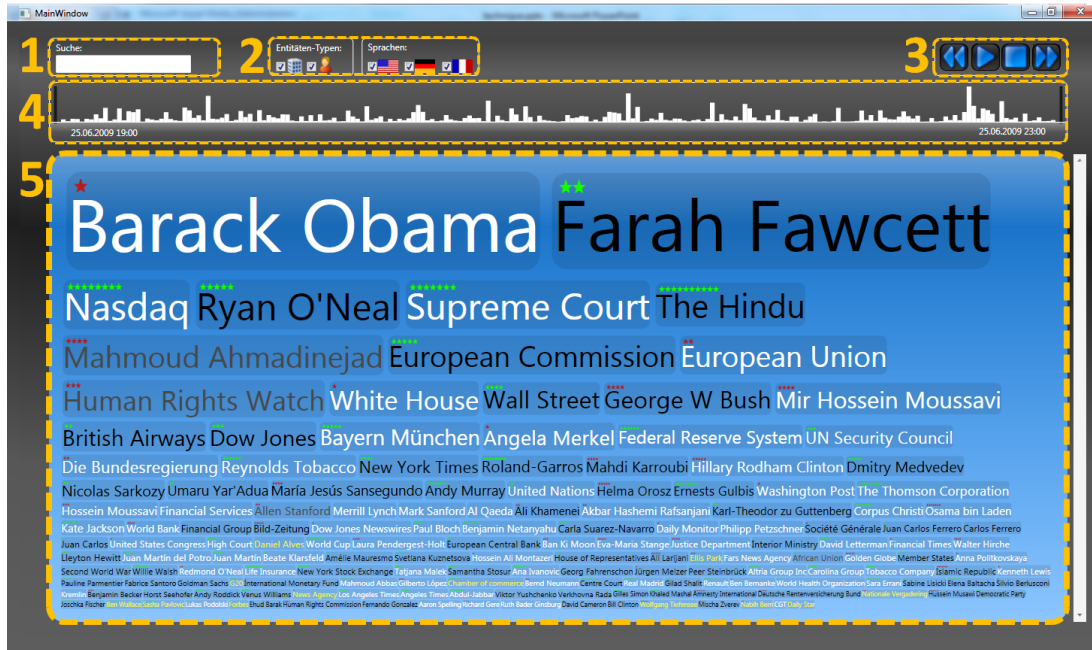 MainWindow
1
Suche:
2
Entitäten-Typen:
Sprachen:
3
4
25.06.2009 19:00
25.06.2009 23:00
5
Barack Obama Farah Fawcett
Nasdaq Ryan O'Neal Supreme Court The Hindu
Mahmoud Ahmadinejad European Commission European Union
Human Rights Watch White House Wall Street George W Bush Mir Hossein Moussavi
British Airways Dow Jones Bayern München Angela Merkel Federal Reserve System UN Security Council
Die Bundesregierung Reynolds Tobacco New York Times Roland-Garros Mahdi Karroubi Hillary Rodham Clinton Dmitry Medvedev
Nicolas Sarkozy Umaru Yar'Adua María Jesús Sansegundo Andy Murray United Nations Helma Orosz Ernests Gulbis Washington Post The Thomson Corporation
Hossein Moussavi Financial Services Allen Stanford Merrill Lynch Mark Sanford Al Qaeda Ali Khamenei Akbar Hashemi Rafsanjani Karl-Theodor zu Guttenberg Corpus Christi Osama bin Laden
Kate Jackson World Bank Financial Group Bild-Zeitung Dow Jones Newswires Paul Bloch Benjamin Netanyahu Carla Suarez-Navarro Daily Monitor Philipp Petzschner Société Générale Juan Carlos Ferrero Carlos Ferrero
Juan Carlos United States Congress High Court Daniel Alves World Cup Laura Pendergest-Holt European Central Bank Ban Ki Moon Eva-Maria Stange Justice Department Interior Ministry David Letterman Financial Times Walter Hirche
Lleyton Hewitt Juan Martin del Potro Juan Martín Beate Klarsfeld Amélie Mauresmo Svetlana Kuznetsova Hossein Ali Montazer House of Representatives Ali Larijan Ellis Park Fars News Agency African Union Golden Globe Member States Anna Politkovskaya
Second World War Willie Walsh Redmond O'Neal Life Insurance New York Stock Exchange Tatjana Malek Samantha Stosur Ana Ivanovic Georg Fahrenschon Jürgen Melzer Peer Steinbrück Altria Group Inc Carolina Group Tobacco Company Islamic Republic Kenneth Lewis
Pauline Parmentier Fabrice Santoro Goldman Sachs G20 International Monetary Fund Mahmoud Abbas Gilberto López Chamber of commerce Bernd Neumann Centre Court Real Madrid Gilad Shalit Renault Ben Bernanke World Health Organization Sara Errani Sabine Lisicki Elena Baltacha Silvio Berlusconi
Kremlin Benjamin Becker Horst Seehofer Andy Roddick Venus Williams News Agency Los Angeles Times Angeles Times Abdul-Jabbar Viktor Yushchenko Verkhovna Rada Gilles Simon Khaled Mashal Amnesty International Deutsche Rentenversicherung Bund Nationale Vergadering Hüssein Musawi Democratic Party
Joschka Fischer Ben Wallace Sasha Pavlovic Lukas Podolski Forbes Ehud Barak Human Rights Commission Fernando Gonzalez Aaron Spelling Richard Gere Ruth Bader Ginsburg David Cameron Bill Clinton Wolfgang Tiefensee Mischa Zverev Nabih Berri CGT Daily Star